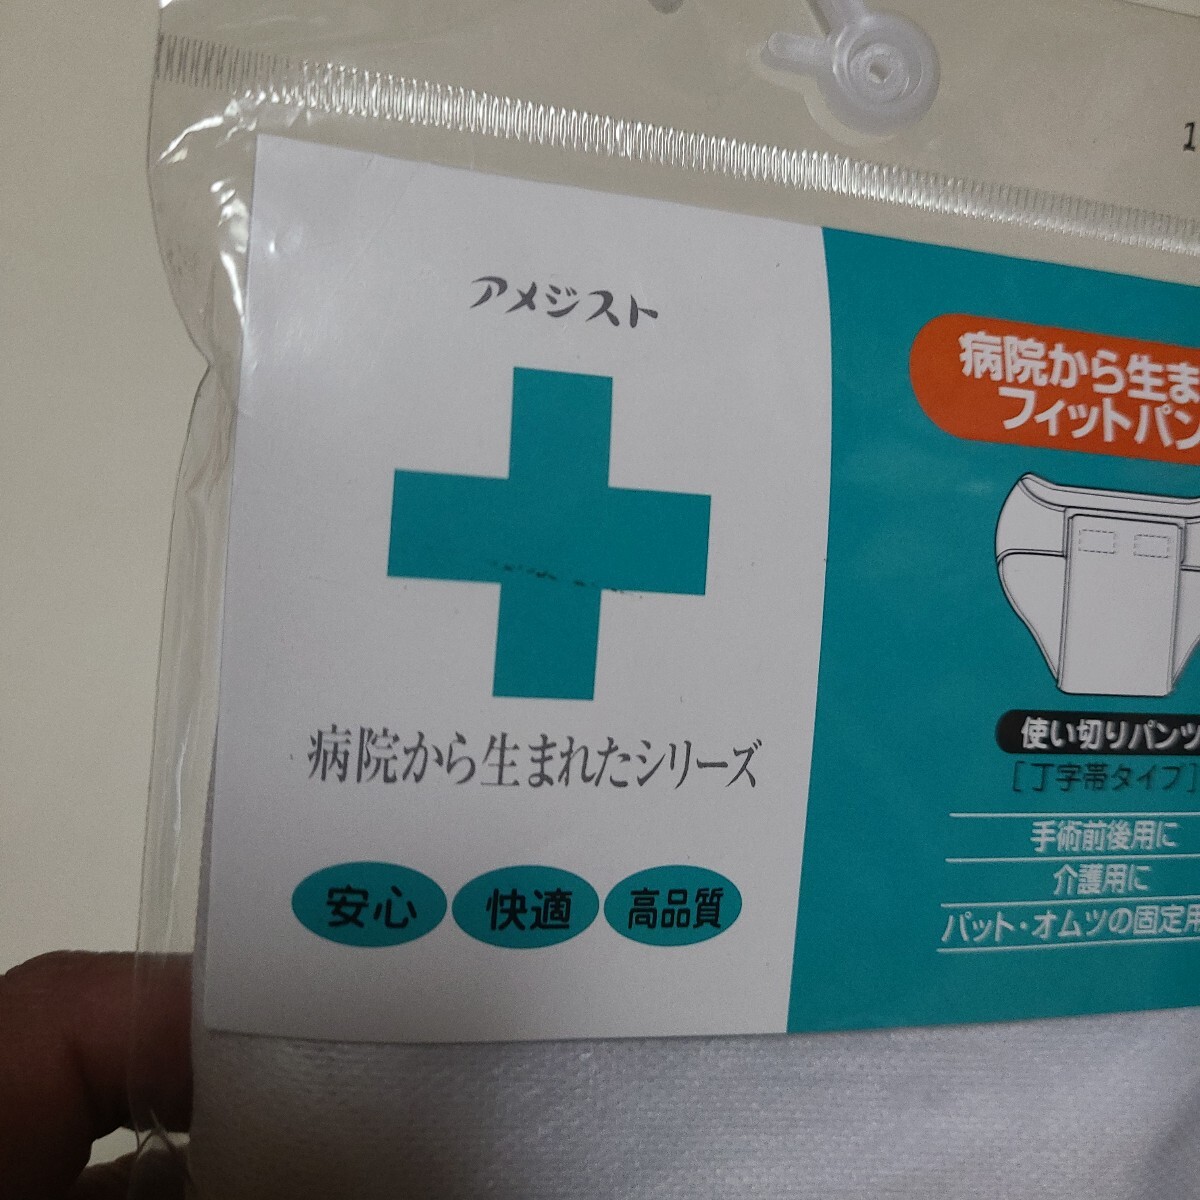 1
アメジスト
病院から生まれたシリーズ
安心 快適 高品質
病院から生ま
フィットパン
使い切りパンツ
[丁字帯タイプ]
手術前後用に
介護用に
パット・オムツの固定用